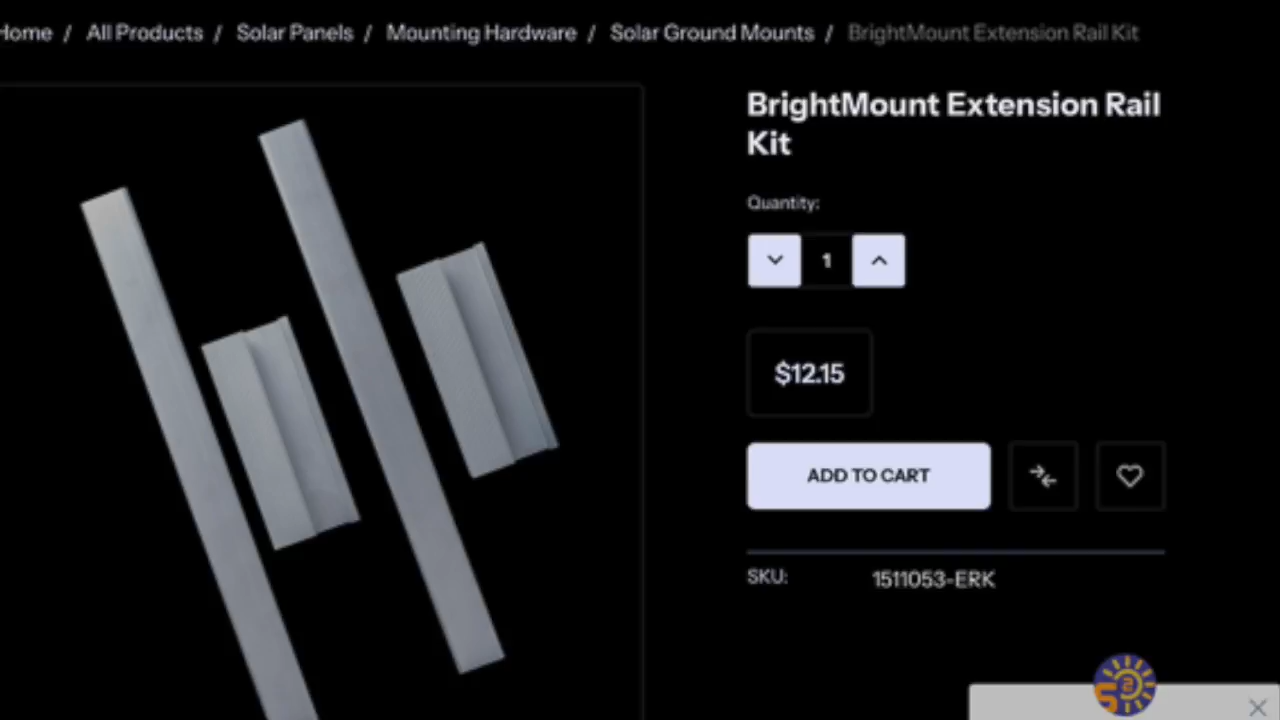 Home / All Products / Solar Panels / Mounting Hardware / Solar Ground Mounts / BrightMount Extension Rail Kit
BrightMount Extension Rail
Kit
Quantity:
1
$12.15
ADD TO CART
SKU: 1511053-ERK